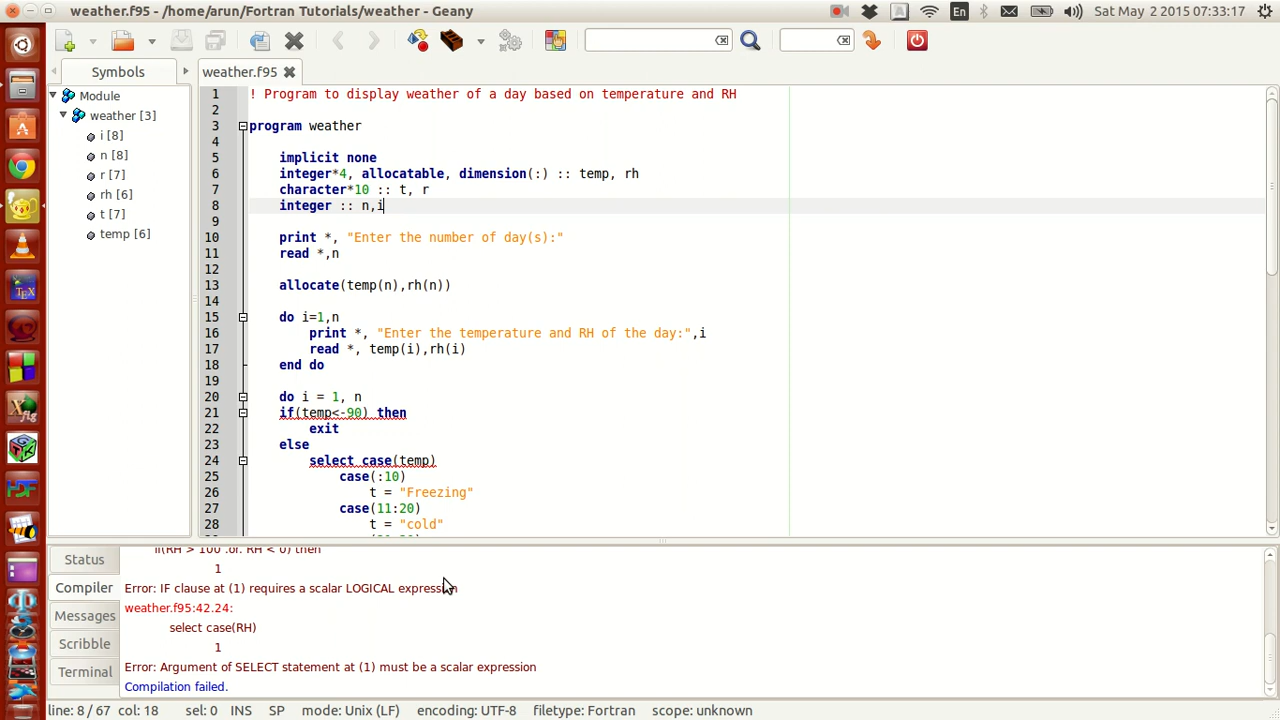 weather.f95 - /home/arun/Fortran Tutorials/weather - Geany
En
Sat May 2 2015 07:33:17
Symbols
weather.f95
Module
weather [3]
i [8]
n [8]
r [7]
rh [6]
t [7]
temp [6]
1 ! Program to display weather of a day based on temperature and RH
2
3 program weather
4
5 implicit none
6 integer*4, allocatable, dimension(:) :: temp, rh
7 character*10 :: t, r
8 integer :: n,i
9
10 print *, "Enter the number of day(s):"
11 read *,n
12
13 allocate(temp(n),rh(n))
14
15 do i=1,n
16 print *, "Enter the temperature and RH of the day:",i
17 read *, temp(i),rh(i)
18 end do
19
20 do i = 1, n
21 if(temp<-90) then
22 exit
23 else
24 select case(temp)
25 case(:10)
26 t = "Freezing"
27 case(11:20)
28 t = "cold"
Status
Compiler
Messages
Scribble
Terminal
if(RH > 100 .or. RH < 0) then
1
Error: IF clause at (1) requires a scalar LOGICAL expression
weather.f95:42.24:
select case(RH)
1
Error: Argument of SELECT statement at (1) must be a scalar expression
Compilation failed.
line: 8 / 67 col: 18 sel: 0 INS SP mode: Unix (LF) encoding: UTF-8 filetype: Fortran scope: unknown